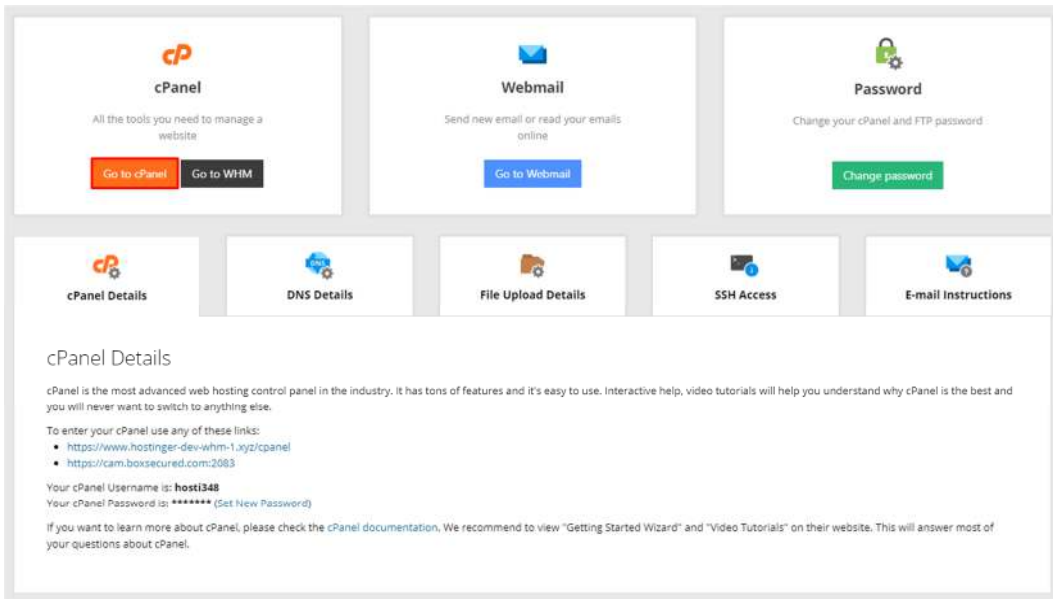 cP
cPanel
All the tools you need to manage a
website
Go to cPanel
Go to WHM
Webmail
Send new email or read your emails
online
Go to Webmail
Password
Change your cPanel and FTP password
Change password
cPanel Details
DNS
DNS Details
File Upload Details
SSH Access
E-mail Instructions
cPanel Details
cPanel is the most advanced web hosting control panel in the industry. It has tons of features and it's easy to use. Interactive help, video tutorials will help you understand why cPanel is the best and
you will never want to switch to anything else.
To enter your cPanel use any of these links:
• https://www.hostinger-dev-whm-1.xyz/cpanel
• https://cam.boxsecured.com:2083
Your cPanel Username is: hosti348
Your cPanel Password is: ******* (Set New Password)
If you want to learn more about cPanel, please check the cPanel documentation. We recommend to view "Getting Started Wizard" and "Video Tutorials" on their website. This will answer most of
your questions about cPanel.